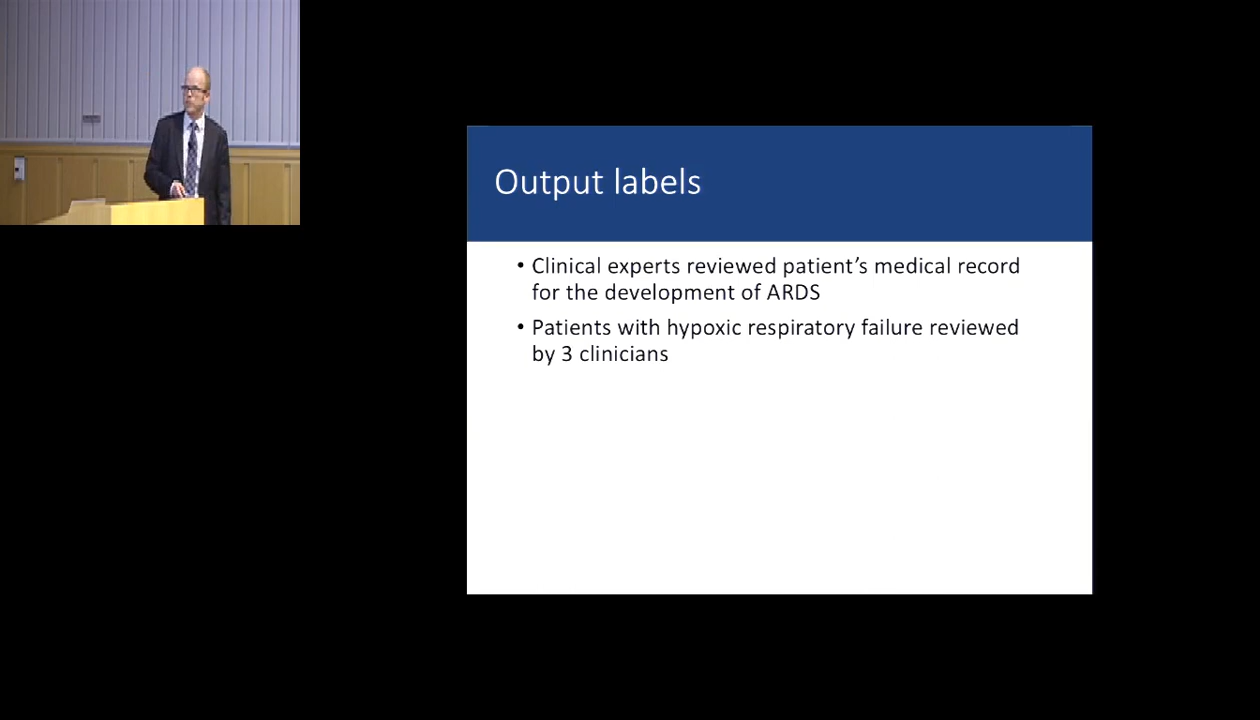 Output labels
• Clinical experts reviewed patient’s medical record
for the development of ARDS
• Patients with hypoxic respiratory failure reviewed
by 3 clinicians